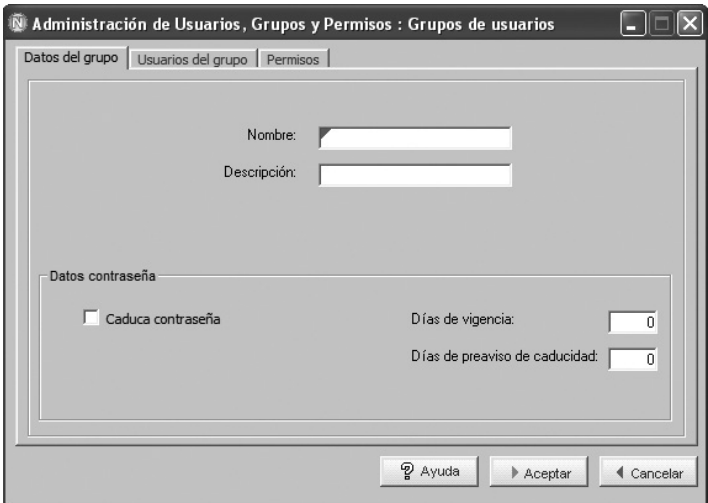 Administración de Usuarios, Grupos y Permisos : Grupos de usuarios
Datos del grupo Usuarios del grupo Permisos
Nombre:
Descripción:
Datos contraseña
Caduca contraseña Días de vigencia: 0
Días de preaviso de caducidad: 0
Ayuda Aceptar Cancelar